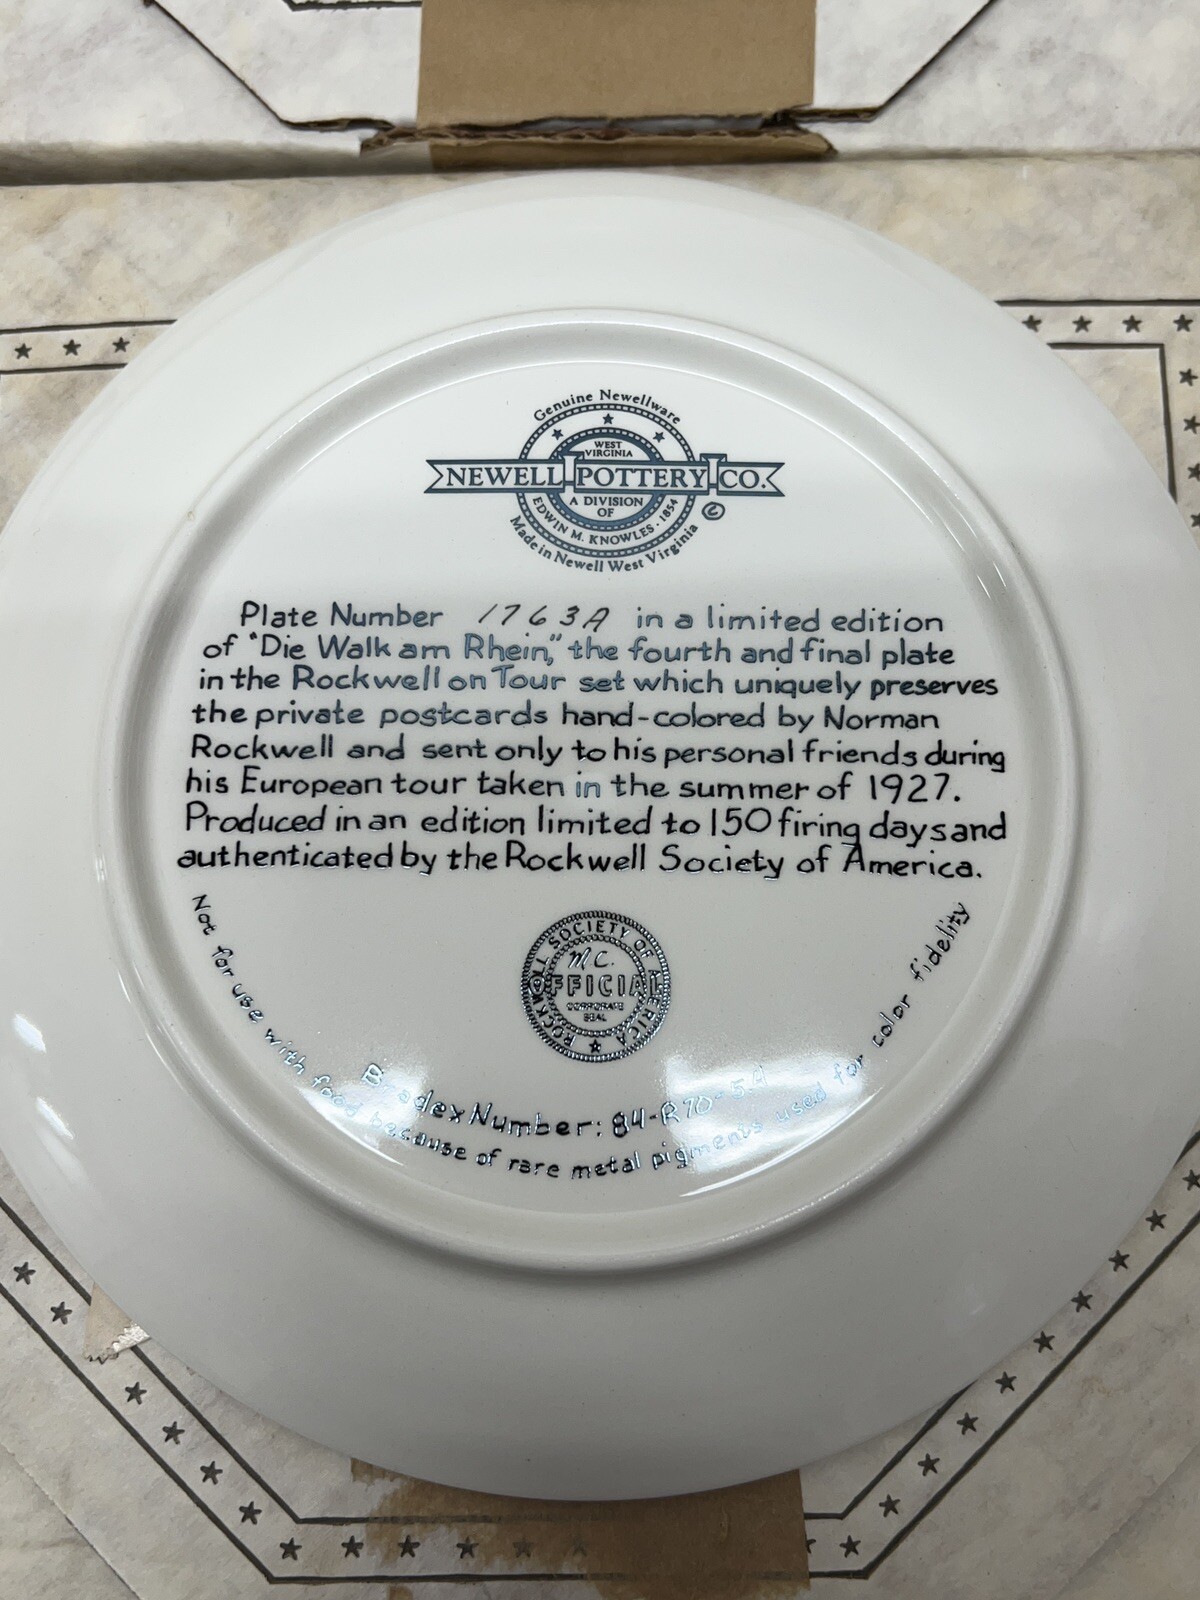 Genuine Newellware
WEST
VIRGINIA
NEWELL POTTERY CO.
A DIVISION
OF
EDWIN M. KNOWLES · 1854
Made in Newell West Virginia
©
Plate Number 1763A in a limited edition
of "Die Walk am Rhein," the fourth and final plate
in the Rockwell on Tour set which uniquely preserves
the private postcards hand-colored by Norman
Rockwell and sent only to his personal friends during
his European tour taken in the summer of 1927.
Produced in an edition limited to 150 firing days and
authenticated by the Rockwell Society of America.
ROCKWELL SOCIETY OF AMERICA
M.C.
OFFICIAL
CORPORATE
SEAL
Bradex Number: 84-R70-5.4
Not for use with food because of rare metal pigments used for color fidelity